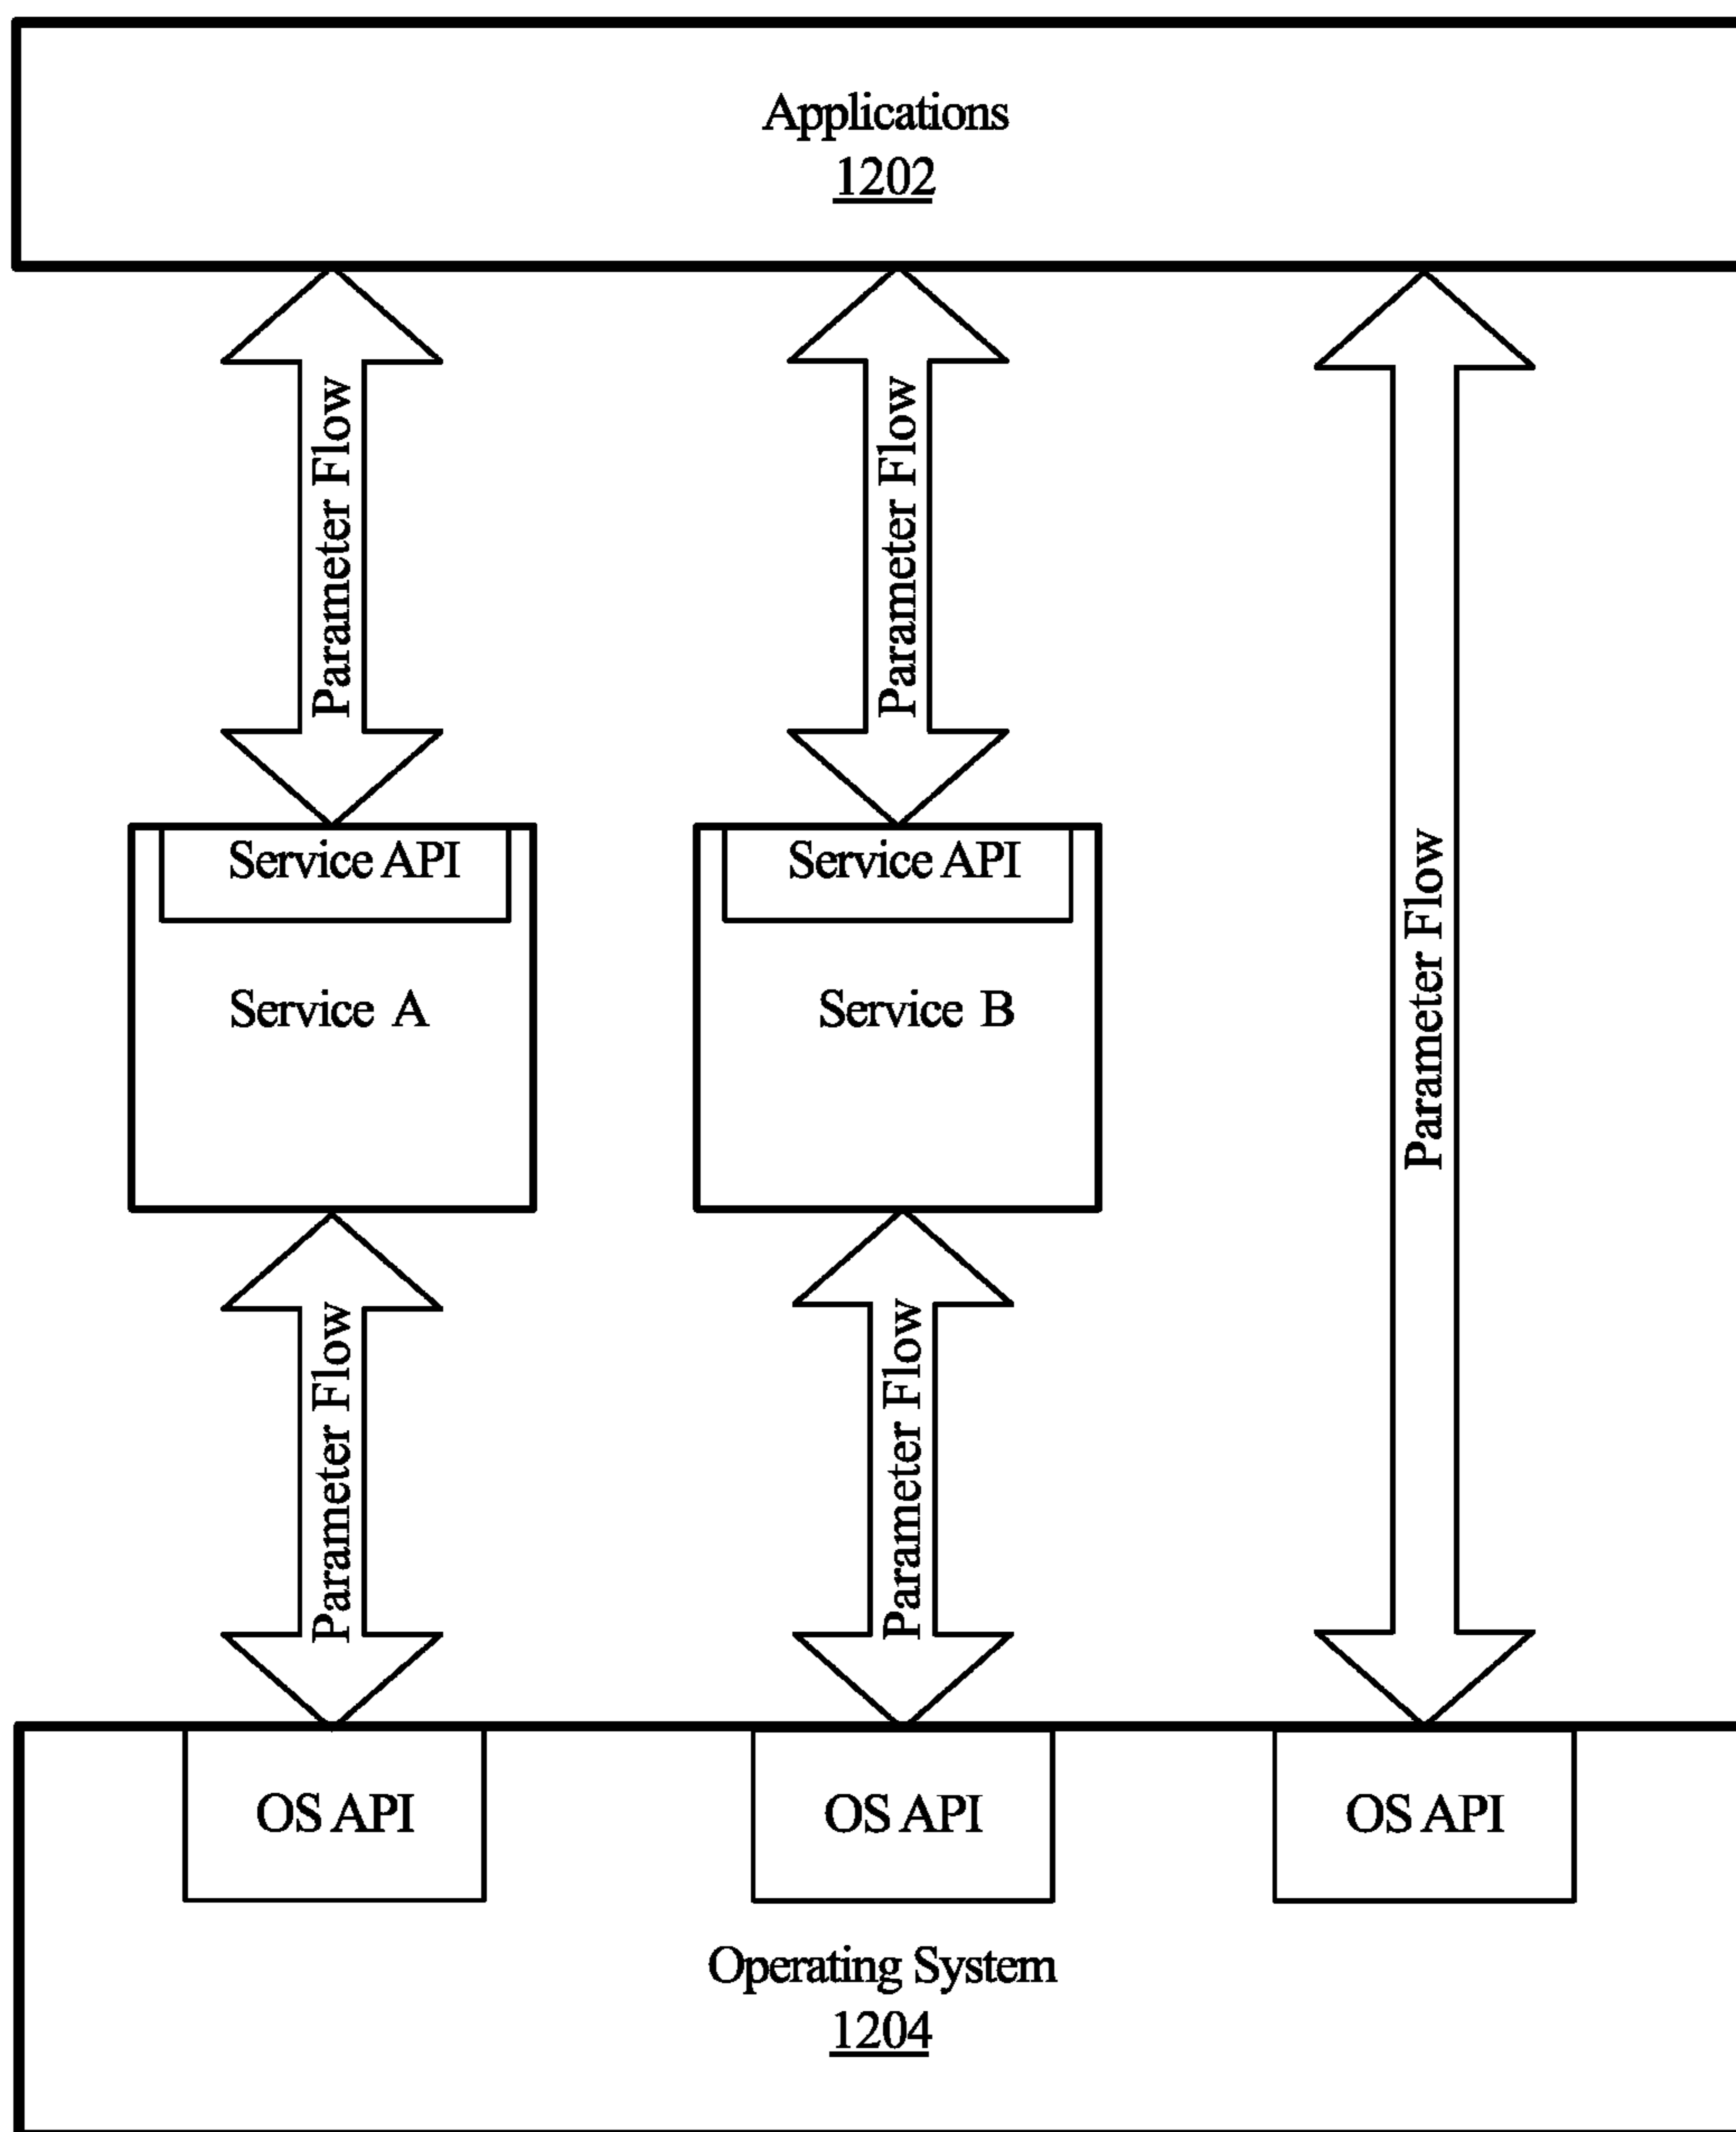 Applications
1202
Parameter Flow
Parameter Flow
Parameter Flow
Service API
Service API
Service A
Service B
Parameter Flow
Parameter Flow
OS API
OS API
OS API
Operating System
1204